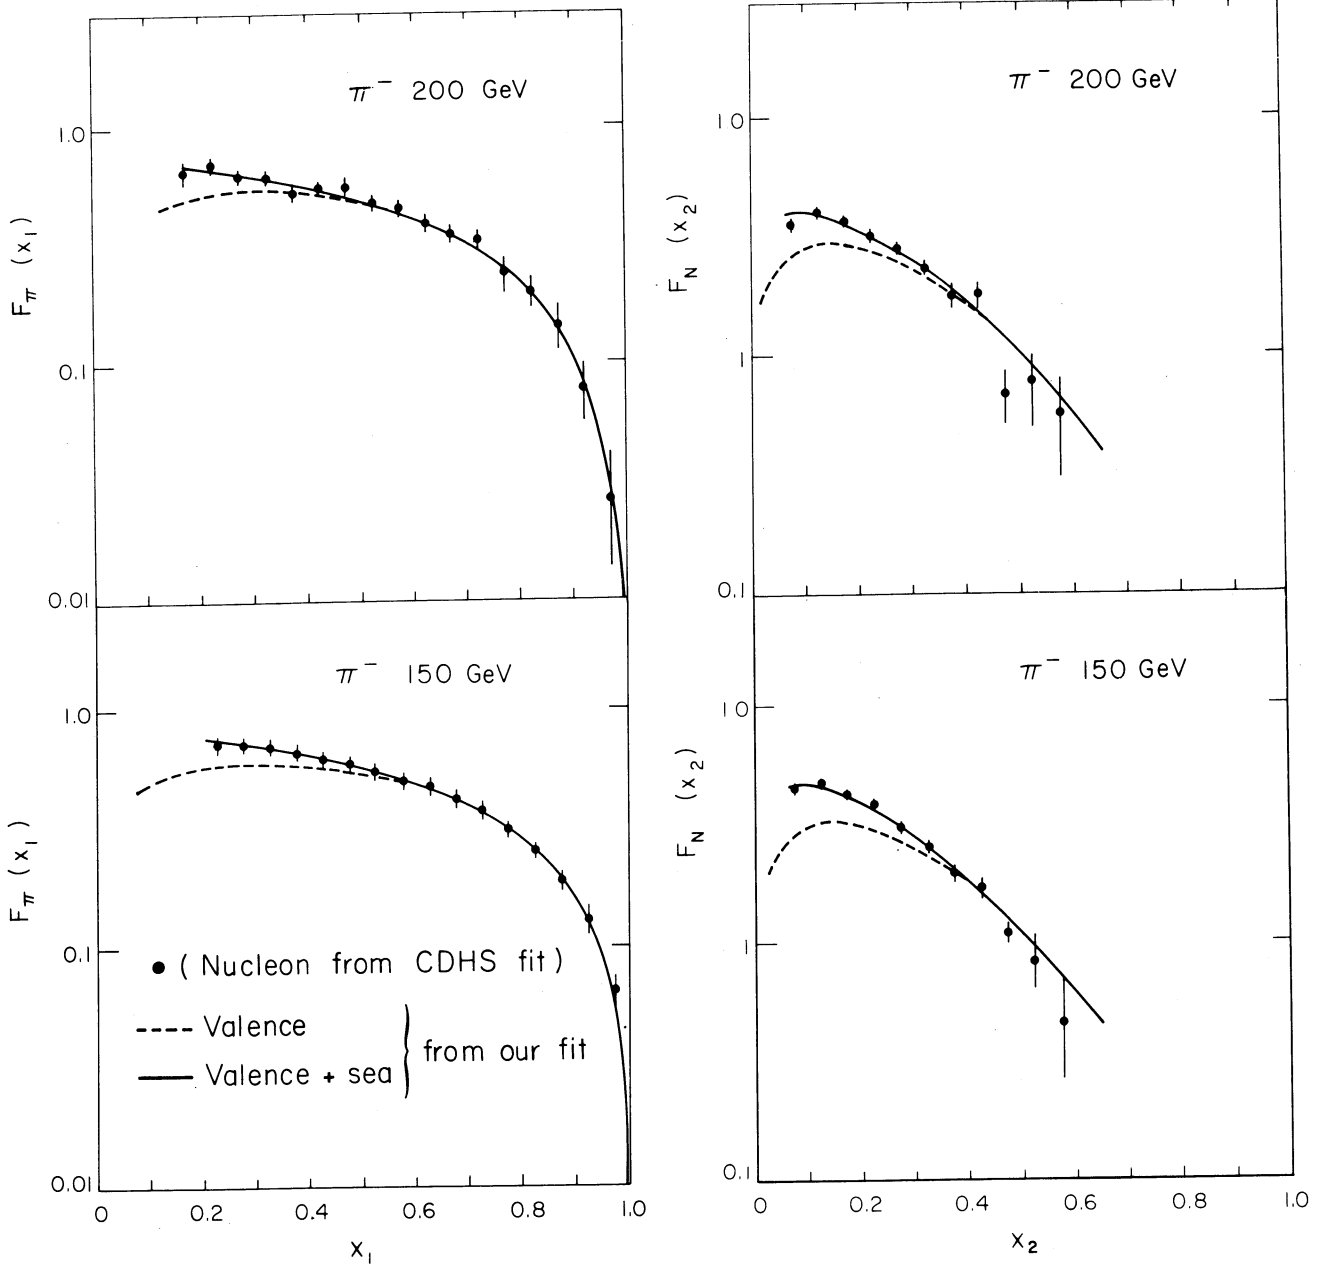 π⁻ 200 GeV
1.0
0.1
0.01
F_π (x₁)
π⁻ 200 GeV
10
1
0.1
F_N (x₂)
π⁻ 150 GeV
1.0
0.1
0.01
F_π (x₁)
● (Nucleon from CDHS fit)
Valence
Valence + sea
from our fit
0 0.2 0.4 0.6 0.8 1.0
x₁
π⁻ 150 GeV
10
1
0.1
F_N (x₂)
0 0.2 0.4 0.6 0.8 1.0
x₂